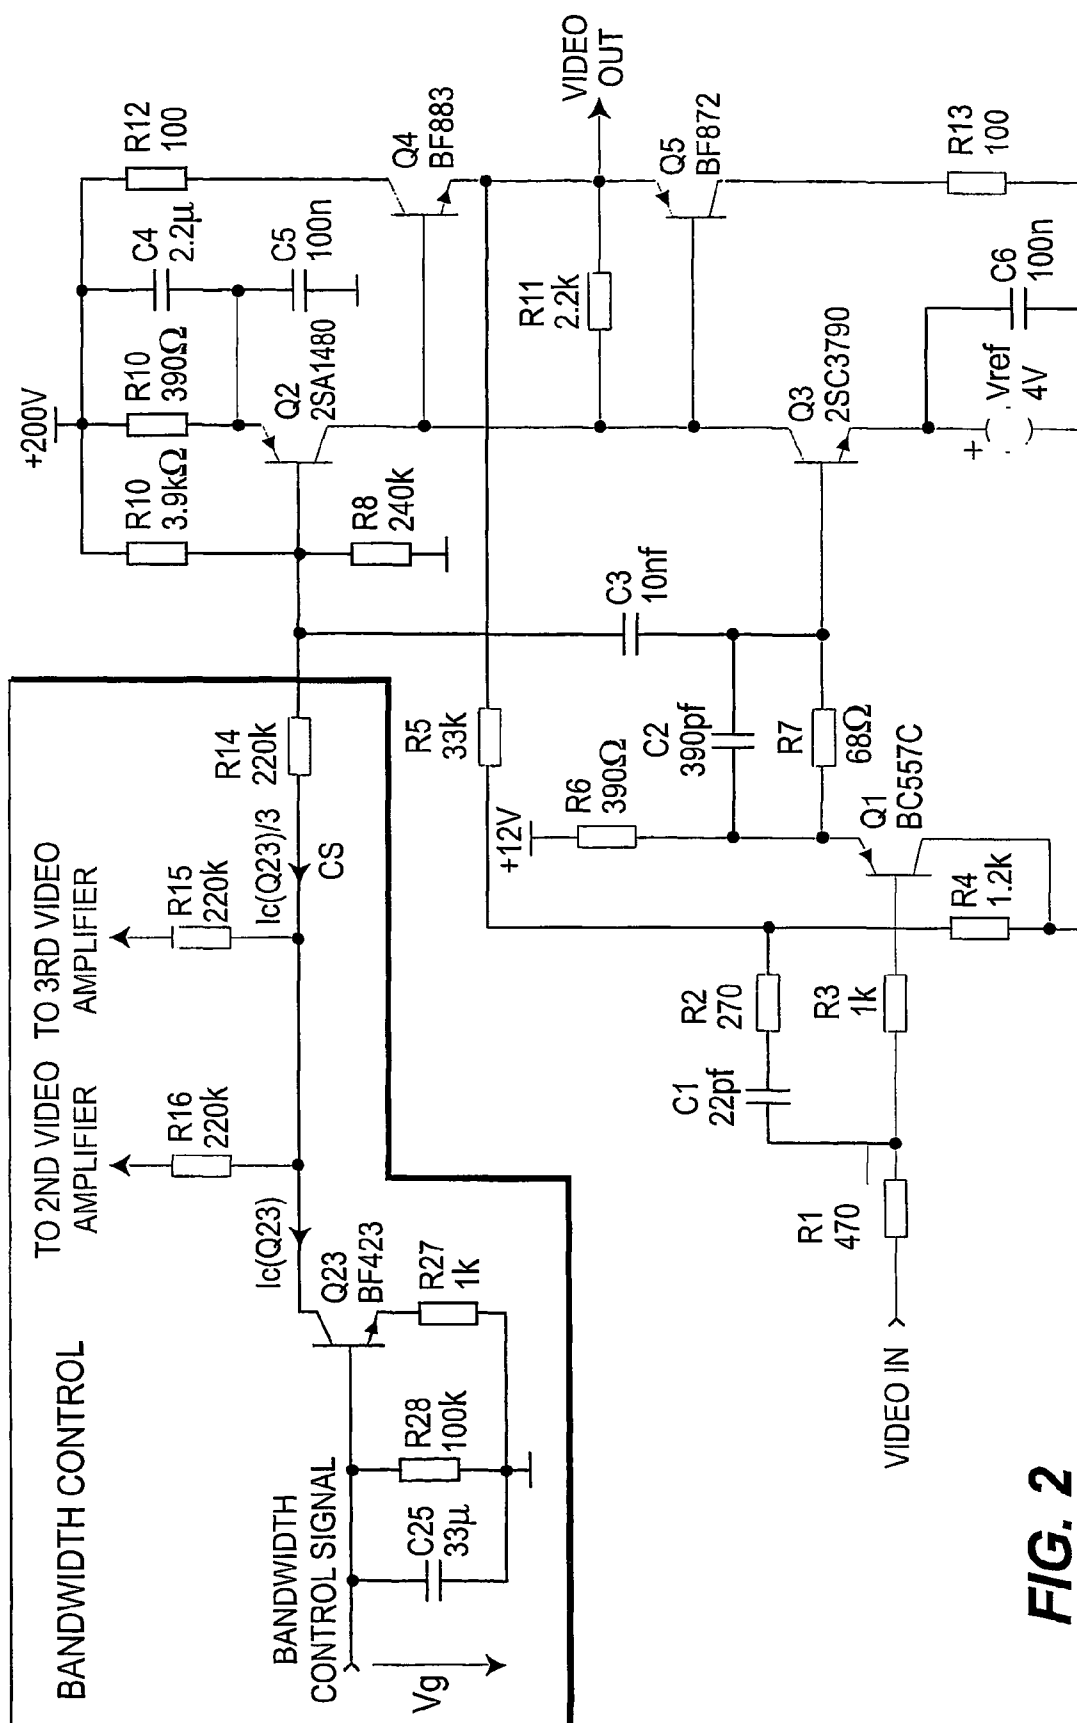 BANDWIDTH CONTROL
TO 2ND VIDEO
AMPLIFIER
TO 3RD VIDEO
AMPLIFIER
R16
220k
R15
220k
Ic(Q23)
Ic(Q23)/3
CS
R14
220k
BANDWIDTH
CONTROL SIGNAL
Vg
C25
33µ
R28
100k
Q23
BF423
R27
1k
+200V
R10
3.9kΩ
R10
390Ω
C4
2.2µ
R12
100
Q2
2SA1480
C5
100n
Q4
BF883
R8
240k
R5
33k
C3
10nf
R11
2.2k
VIDEO
OUT
+12V
R6
390Ω
C2
390pf
R7
68Ω
Q5
BF872
Q3
2SC3790
C1
22pf
R2
270
R3
1k
Q1
BC557C
R4
1.2k
+
Vref
4V
C6
100n
R13
100
VIDEO IN
R1
470
FIG. 2